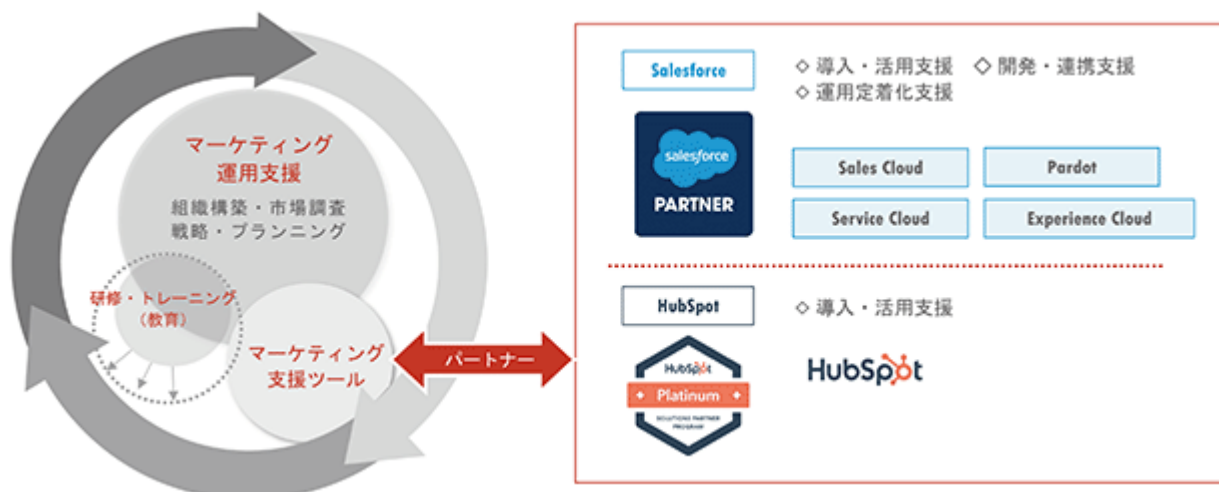 マーケティング
運用支援
組織構築・市場調査
戦略・プランニング
研修・トレーニング
（教育）
マーケティング
支援ツール
パートナー
Salesforce
◇ 導入・活用支援 ◇ 開発・連携支援
◇ 運用定着化支援
salesforce
PARTNER
Sales Cloud
Pardot
Service Cloud
Experience Cloud
HubSpot
◇ 導入・活用支援
HubSpot
Platinum
SOLUTIONS PARTNER
PROGRAM
HubSpot